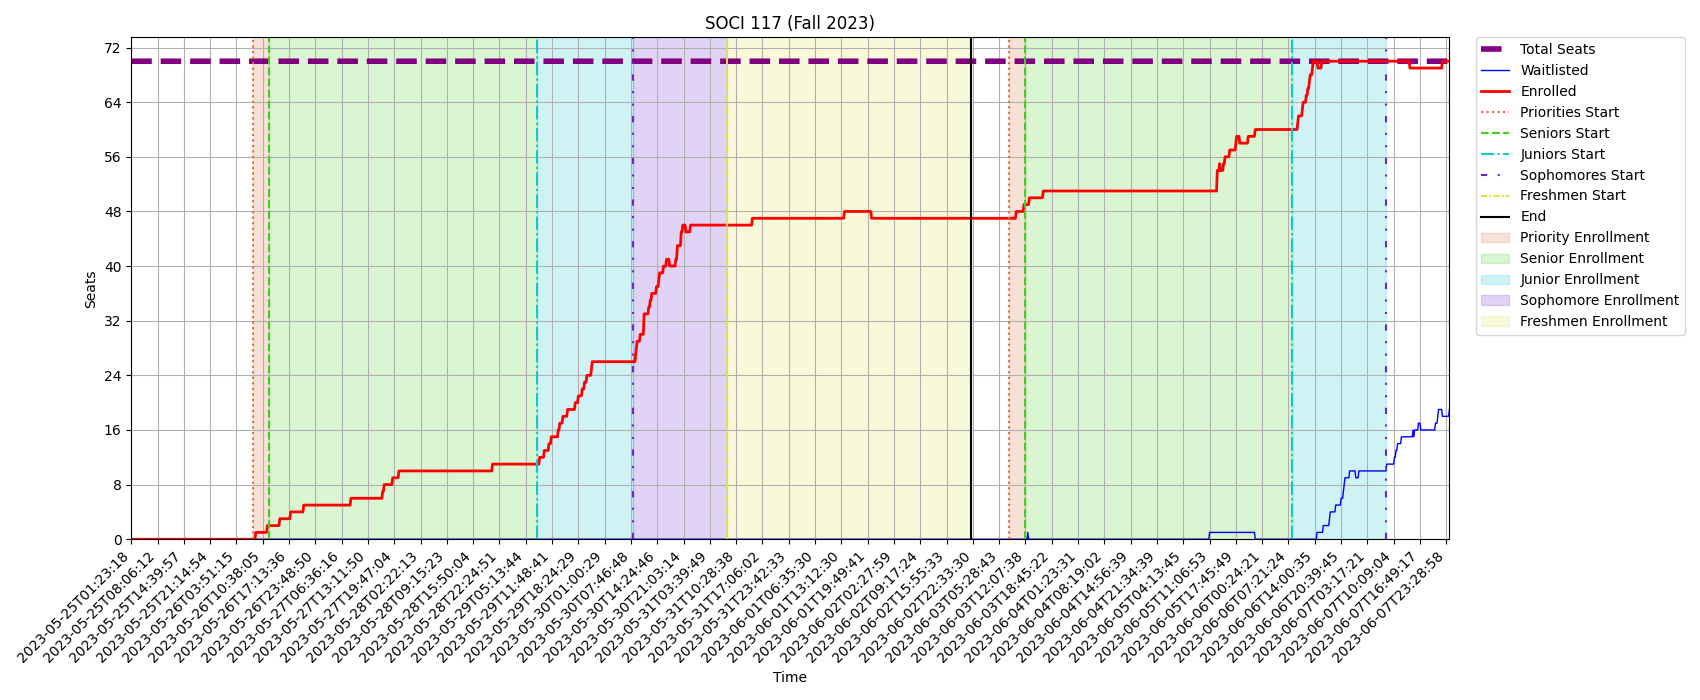 SOCI 117 (Fall 2023)
72
64
56
48
40
32
24
16
8
0
Seats
2023-05-25T01:23:18
2023-05-25T08:06:12
2023-05-25T14:39:57
2023-05-25T21:14:54
2023-05-26T03:51:15
2023-05-26T10:38:05
2023-05-26T17:13:36
2023-05-26T23:48:50
2023-05-27T06:36:16
2023-05-27T13:11:50
2023-05-27T19:47:04
2023-05-28T02:22:13
2023-05-28T09:15:23
2023-05-28T15:50:04
2023-05-28T22:24:51
2023-05-29T05:13:44
2023-05-29T11:48:41
2023-05-29T18:24:29
2023-05-30T01:00:29
2023-05-30T07:46:48
2023-05-30T14:24:46
2023-05-30T21:03:14
2023-05-31T03:39:49
2023-05-31T10:28:36
2023-05-31T17:06:02
2023-05-31T23:42:33
2023-06-01T06:35:30
2023-06-01T13:12:30
2023-06-01T19:49:41
2023-06-02T02:27:59
2023-06-02T09:17:24
2023-06-02T15:55:33
2023-06-02T22:33:30
2023-06-03T05:28:43
2023-06-03T12:07:38
2023-06-03T18:45:22
2023-06-04T01:23:31
2023-06-04T08:19:02
2023-06-04T14:56:39
2023-06-04T21:34:39
2023-06-05T04:13:45
2023-06-05T11:06:53
2023-06-05T17:45:49
2023-06-06T00:24:21
2023-06-06T07:21:24
2023-06-06T14:00:35
2023-06-06T20:39:45
2023-06-07T03:17:21
2023-06-07T10:09:04
2023-06-07T16:49:17
2023-06-07T23:28:58
Time
Total Seats
Waitlisted
Enrolled
Priorities Start
Seniors Start
Juniors Start
Sophomores Start
Freshmen Start
End
Priority Enrollment
Senior Enrollment
Junior Enrollment
Sophomore Enrollment
Freshmen Enrollment